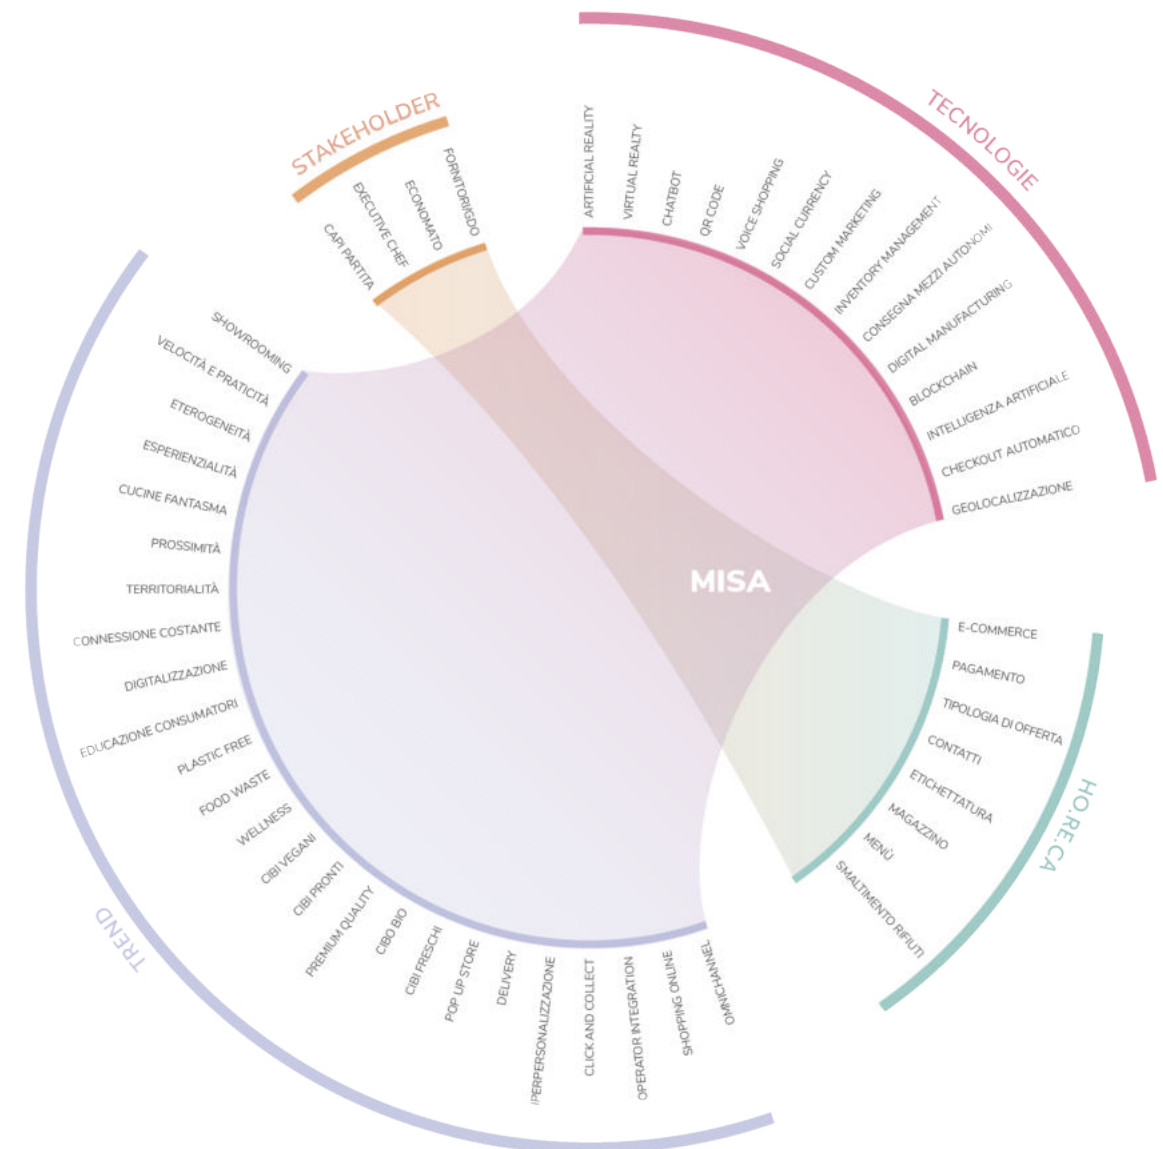 STAKEHOLDER
CAPI PARTITA
EXECUTIVE CHEF
ECONOMATO
FORNITORI/GDO
TECNOLOGIE
ARTIFICIAL REALITY
VIRTUAL REALTY
CHATBOT
QR CODE
VOICE SHOPPING
SOCIAL CURRENCY
CUSTOM MARKETING
INVENTORY MANAGEMENT
CONSEGNA MEZZI AUTONOMI
DIGITAL MANUFACTURING
BLOCKCHAIN
INTELLIGENZA ARTIFICIALE
CHECKOUT AUTOMATICO
GEOLOCALIZZAZIONE
MISA
HO.RE.CA
E-COMMERCE
PAGAMENTO
TIPOLOGIA DI OFFERTA
CONTATTI
ETICHETTATURA
MAGAZZINO
MENÙ
SMALTIMENTO RIFIUTI
TREND
SHOWROOMING
VELOCITÀ E PRATICITÀ
ETEROGENEITÀ
ESPERIENZIALITÀ
CUCINE FANTASMA
PROSSIMITÀ
TERRITORIALITÀ
CONNESSIONE COSTANTE
DIGITALIZZAZIONE
EDUCAZIONE CONSUMATORI
PLASTIC FREE
FOOD WASTE
WELLNESS
CIBI VEGANI
CIBI PRONTI
PREMIUM QUALITY
CIBO BIO
CIBI FRESCHI
POP UP STORE
DELIVERY
IPERPERSONALIZZAZIONE
CLICK AND COLLECT
OPERATOR INTEGRATION
SHOPPING ONLINE
OMNICHANNEL